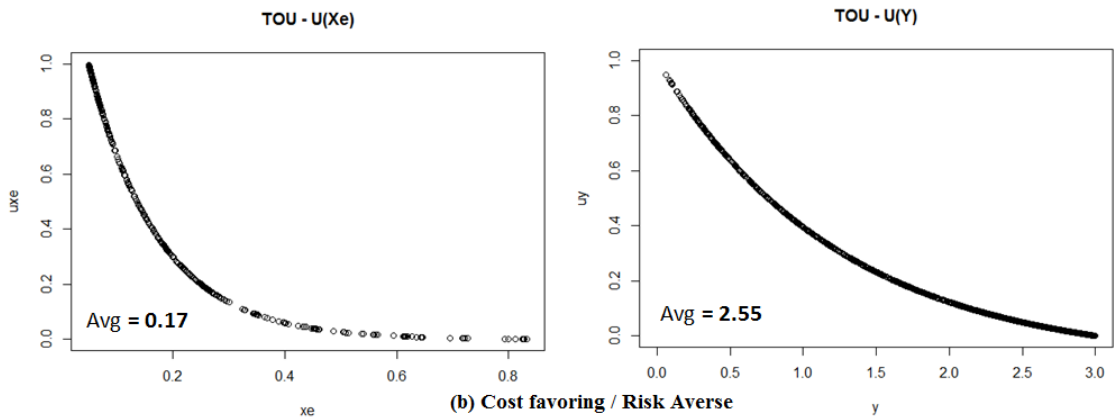 TOU - U(Xe)
uxe
1.0
0.8
0.6
0.4
0.2
0.0
Avg = 0.17
0.2 0.4 0.6 0.8
xe
TOU - U(Y)
uy
1.0
0.8
0.6
0.4
0.2
0.0
Avg = 2.55
0.0 0.5 1.0 1.5 2.0 2.5 3.0
y
(b) Cost favoring / Risk Averse